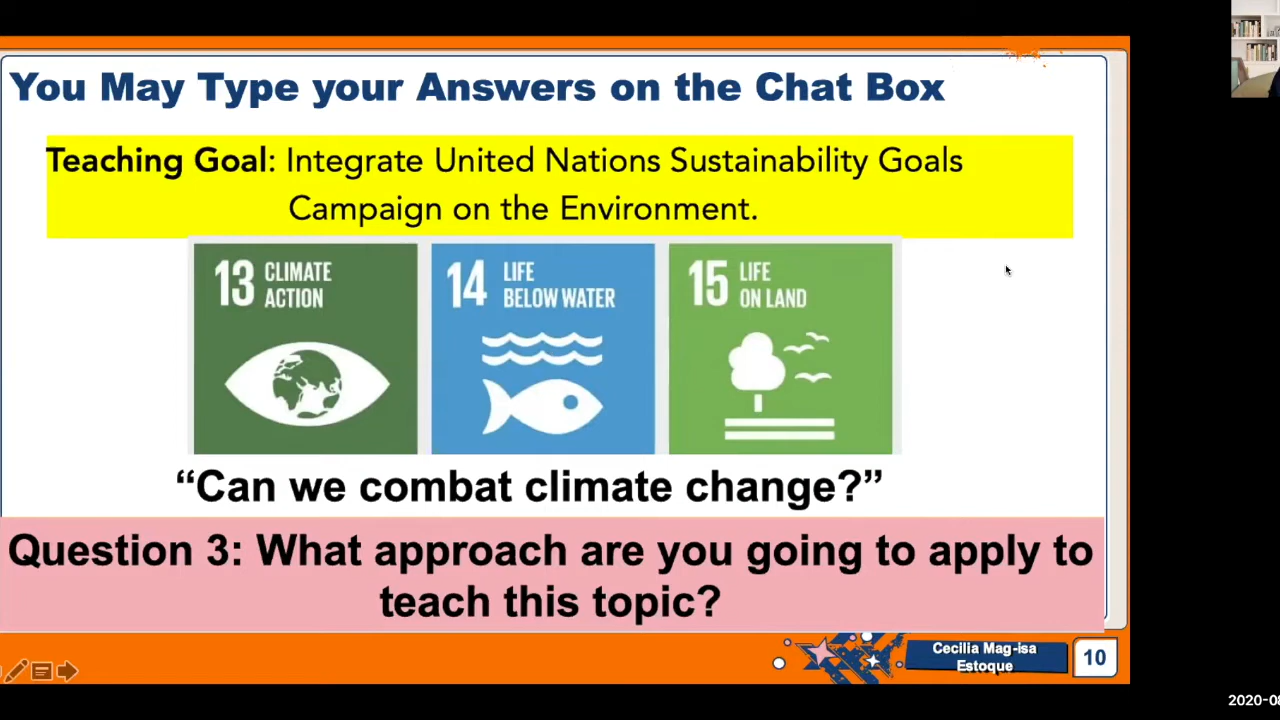 You May Type your Answers on the Chat Box
Teaching Goal: Integrate United Nations Sustainability Goals
Campaign on the Environment.
13 CLIMATE
ACTION
14 LIFE
BELOW WATER
15 LIFE
ON LAND
“Can we combat climate change?”
Question 3: What approach are you going to apply to
teach this topic?
Cecilia Mag-isa
Estoque
10
2020-08